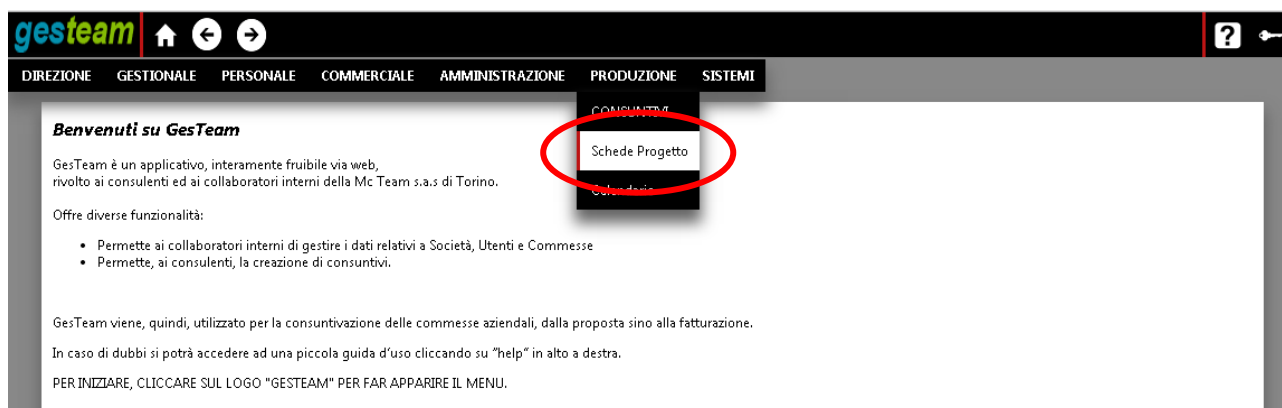 gesteam
?
DIREZIONE GESTIONALE PERSONALE COMMERCIALE AMMINISTRAZIONE PRODUZIONE SISTEMI
CONSUNTIVI
Schede Progetto
Calendario
Benvenuti su GesTeam
GesTeam è un applicativo, interamente fruibile via web,
rivolto ai consulenti ed ai collaboratori interni della Mc Team s.a.s di Torino.
Offre diverse funzionalità:
• Permette ai collaboratori interni di gestire i dati relativi a Società, Utenti e Commesse
• Permette, ai consulenti, la creazione di consuntivi.
GesTeam viene, quindi, utilizzato per la consuntivazione delle commesse aziendali, dalla proposta sino alla fatturazione.
In caso di dubbi si potrà accedere ad una piccola guida d'uso cliccando su "help" in alto a destra.
PER INIZIARE, CLICCARE SUL LOGO "GESTEAM" PER FAR APPARIRE IL MENU.